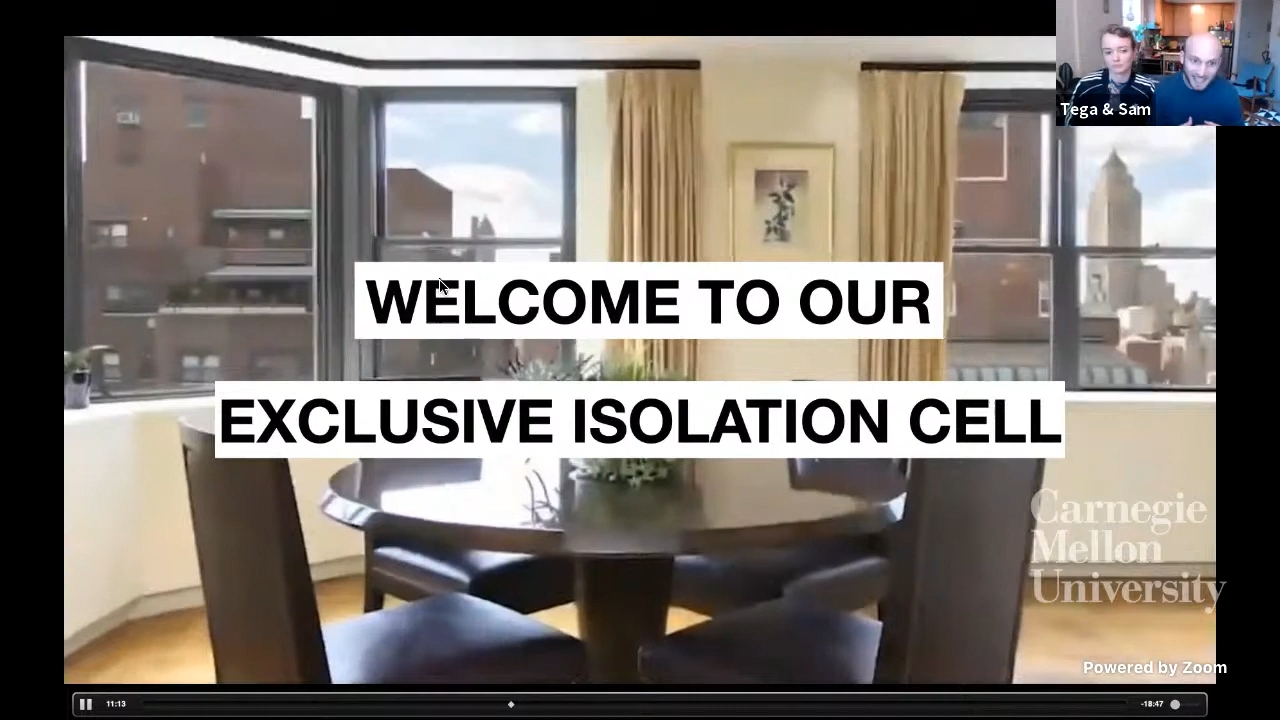 Tega & Sam
WELCOME TO OUR
EXCLUSIVE ISOLATION CELL
Carnegie
Mellon
University
Powered by Zoom
11:13
-18:47